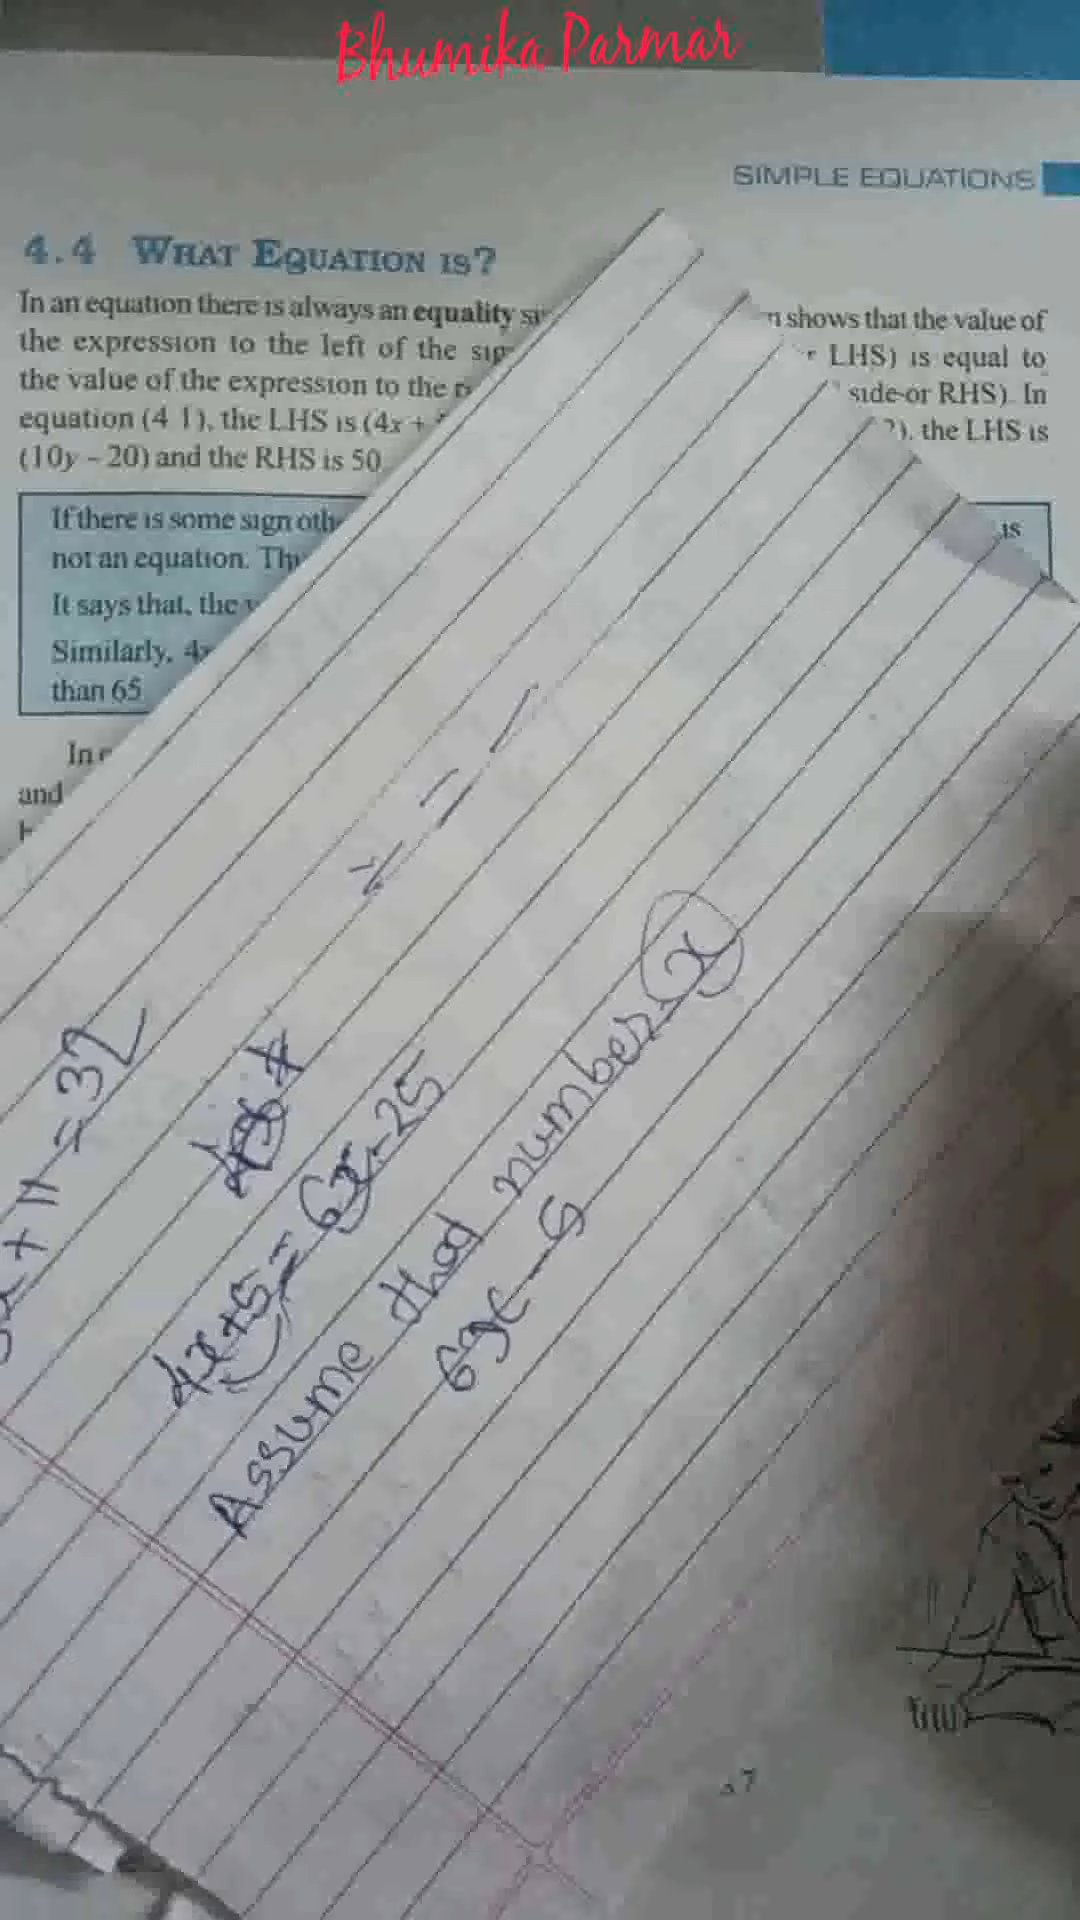 Bhumika Parmar
SIMPLE EQUATIONS
4.4 WHAT EQUATION IS?
In an equation there is always an equality shows that the value of
the expression to the left of the LHS) is equal to
the value of the expression to the side or RHS). In
equation (4 1), the LHS is (4x + the LHS is
(10y – 20) and the RHS is 50
If there is some sign is
not an equation.
It says that, the
Similarly,
than 65
and
+ 11 = 32
4x+5 = 6x-25
Assume thad number x
6x-5